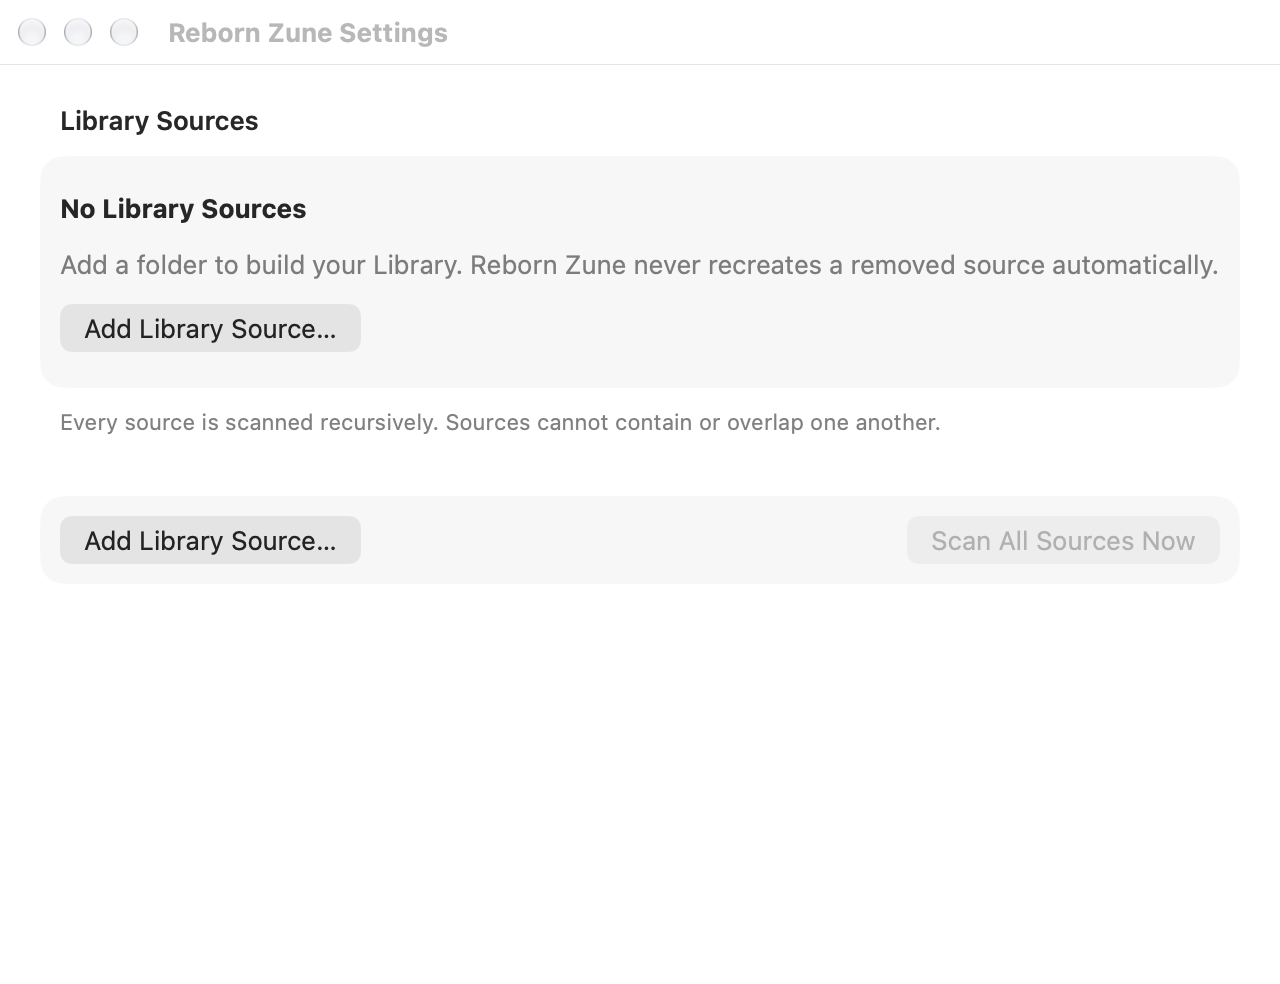 Reborn Zune Settings
Library Sources
No Library Sources
Add a folder to build your Library. Reborn Zune never recreates a removed source automatically.
Add Library Source...
Every source is scanned recursively. Sources cannot contain or overlap one another.
Add Library Source...
Scan All Sources Now